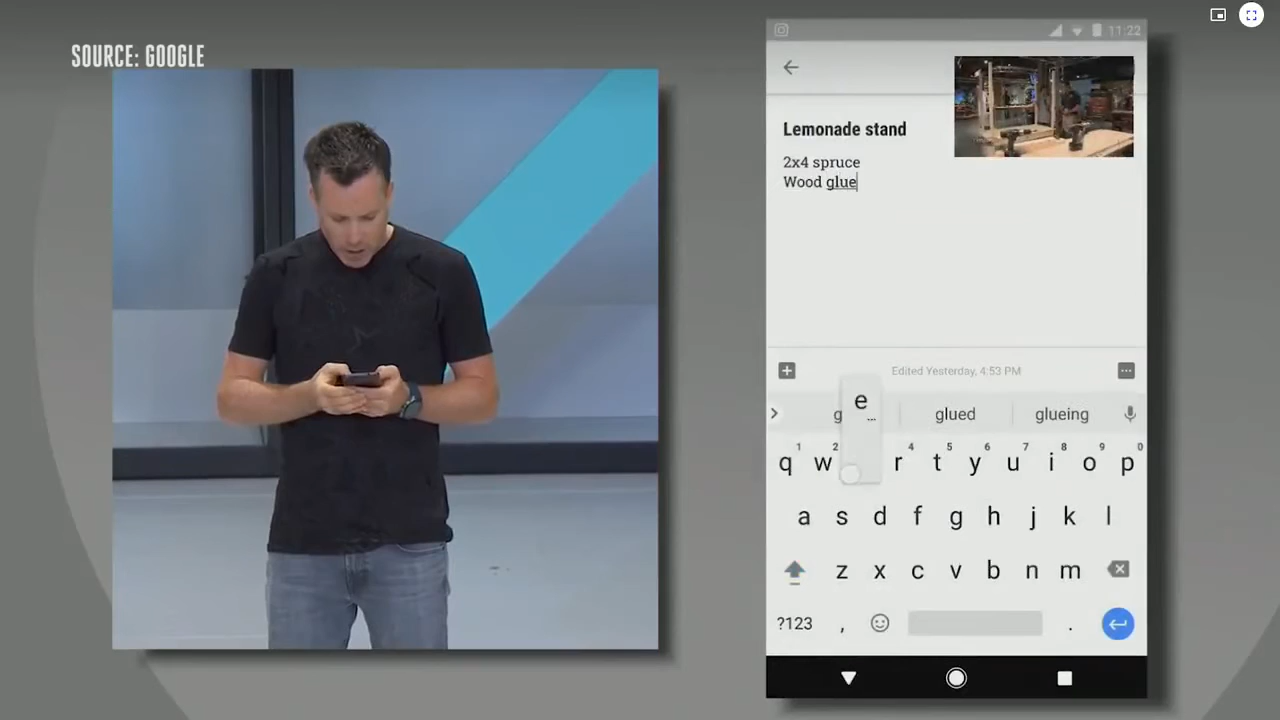 SOURCE: GOOGLE
11:22
Lemonade stand
2x4 spruce
Wood glue
Edited Yesterday, 4:53 PM
g glued glueing
e
1 2 4 5 6 7 8 9 0
q w r t y u i o p
a s d f g h j k l
z x c v b n m
?123 , .